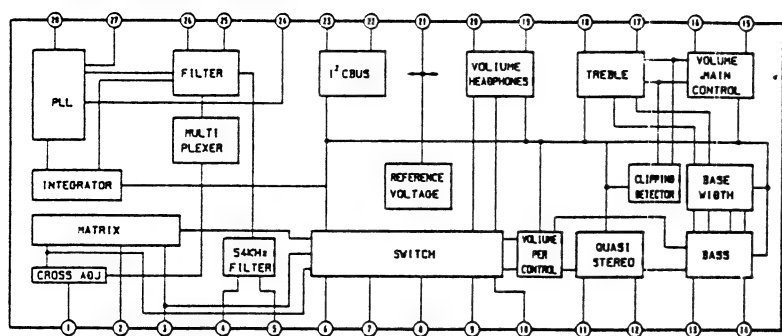 28 27 26 25 24 23 22 21 20 19 18 17 16 15
PLL
FILTER
I² CBUS
VOLIUME
HEADPHONES
TREBLE
VOLUME
MAIN
CONTROL
MULTI
PLEXER
INTEGRATOR
REFERENCE
VOLTAGE
CLIPPING
DETECTOR
BASE
WIDTH
MATRIX
54KHz
FILTER
SWITCH
VOLIUME
PER
CONTROL
QUASI
STEREO
BASS
CROSS ADJ
1 2 3 4 5 6 7 8 9 10 11 12 13 14